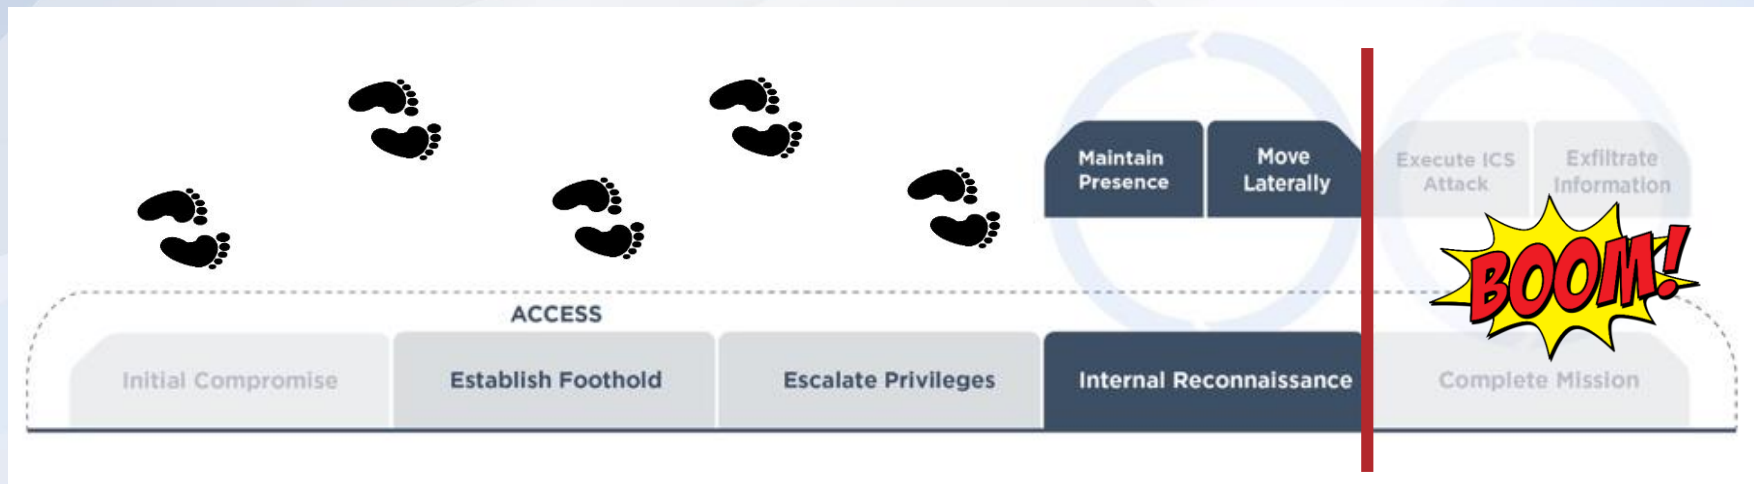 Maintain
Presence
Move
Laterally
Execute ICS
Attack
Exfiltrate
Information
BOOM!
ACCESS
Initial Compromise
Establish Foothold
Escalate Privileges
Internal Reconnaissance
Complete Mission